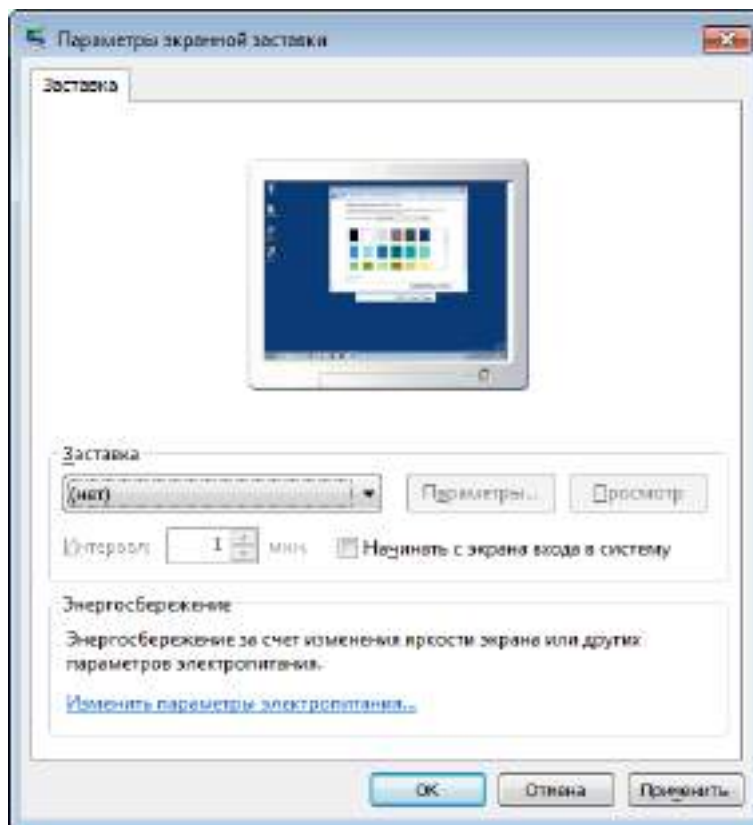 Параметры экранной заставки
Заставка
Заставка
(нет)
Параметры...
Просмотр
Интервал:
1
мин.
Начинать с экрана входа в систему
Энергосбережение
Энергосбережение за счет изменения яркости экрана или других
параметров электропитания.
Изменить параметры электропитания...
ОК
Отмена
Применить